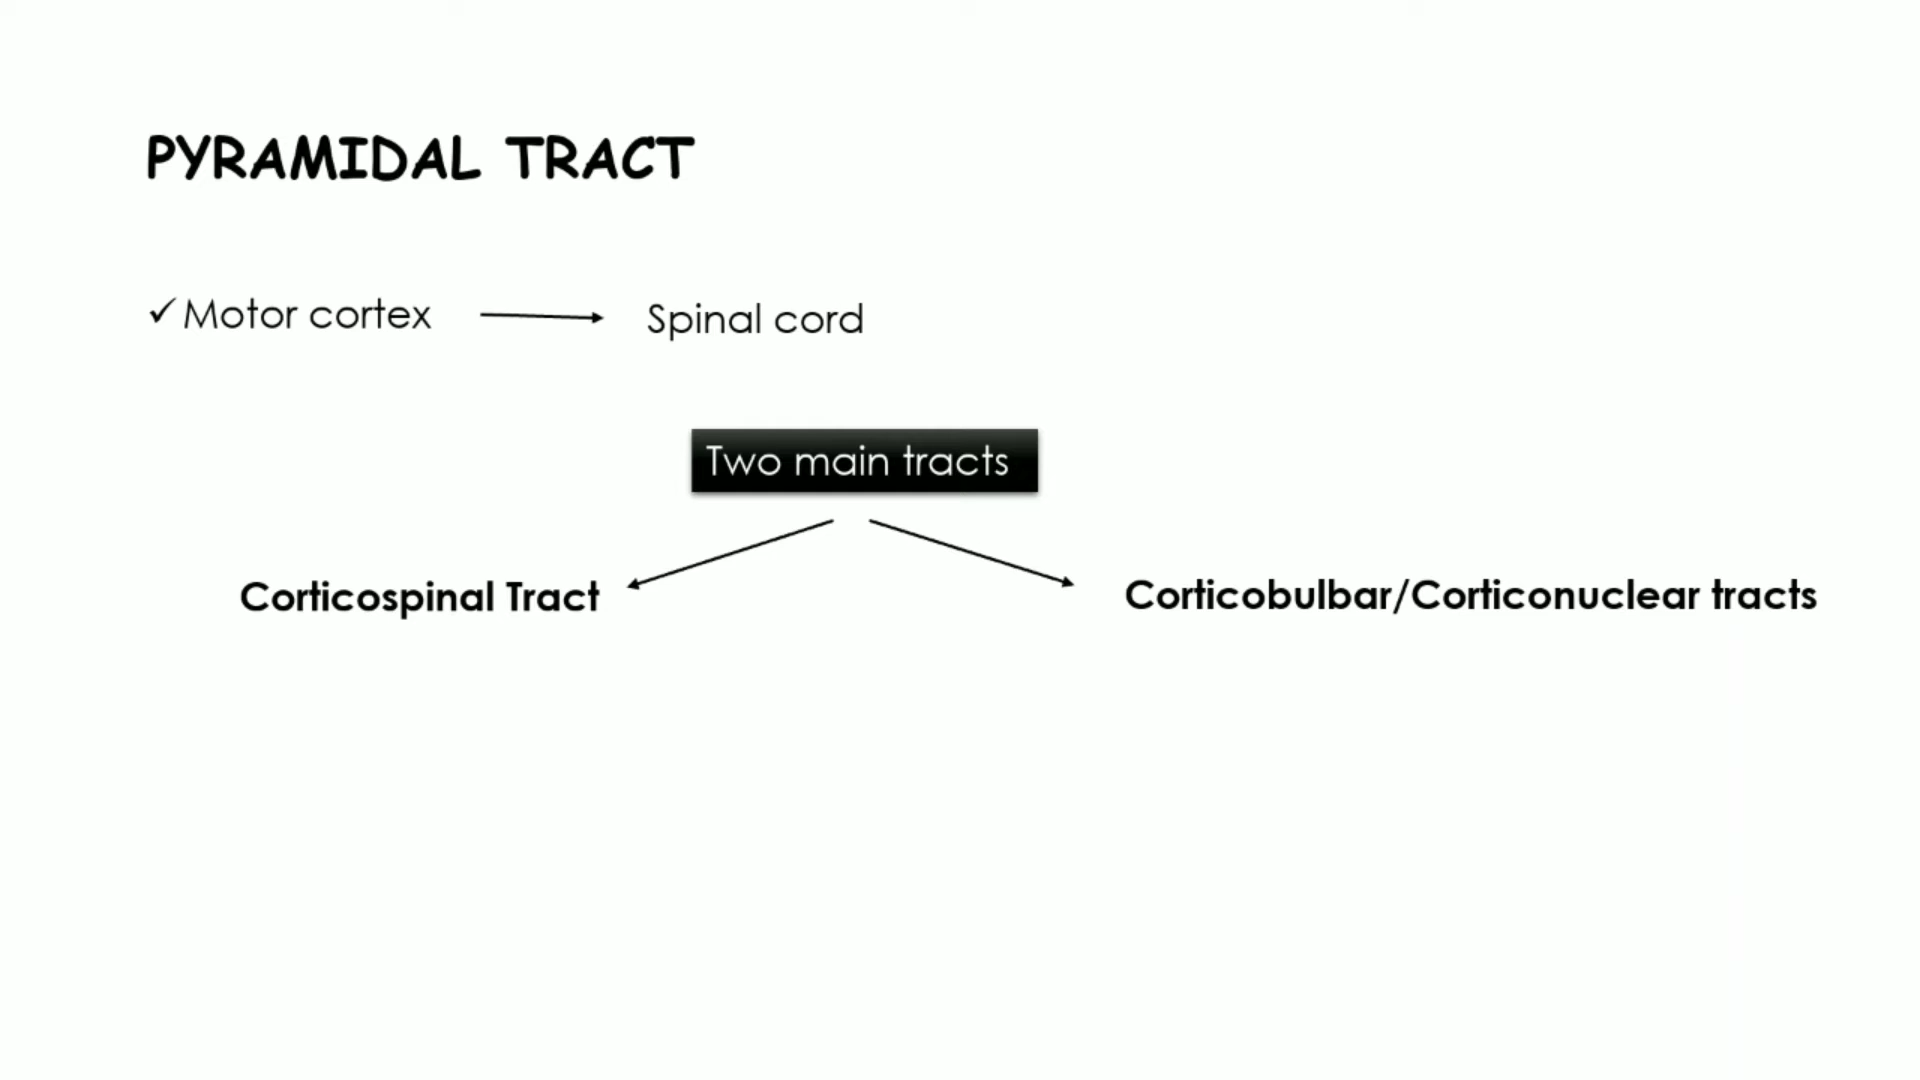 PYRAMIDAL TRACT
✓Motor cortex → Spinal cord
Two main tracts
Corticospinal Tract
Corticobulbar/Corticonuclear tracts